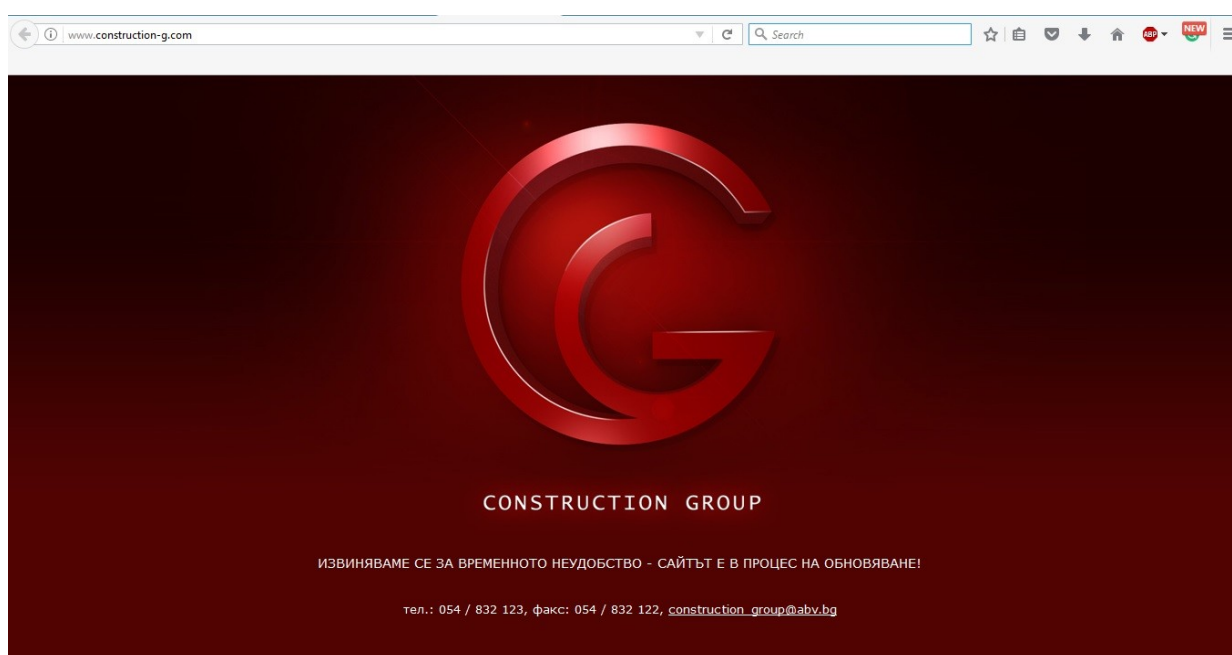 www.construction-g.com
Search
ABP
NEW
CONSTRUCTION GROUP
ИЗВИНЯВАМЕ СЕ ЗА ВРЕМЕННОТО НЕУДОБСТВО - САЙТЪТ Е В ПРОЦЕС НА ОБНОВЯВАНЕ!
тел.: 054 / 832 123, факс: 054 / 832 122, construction_group@abv.bg